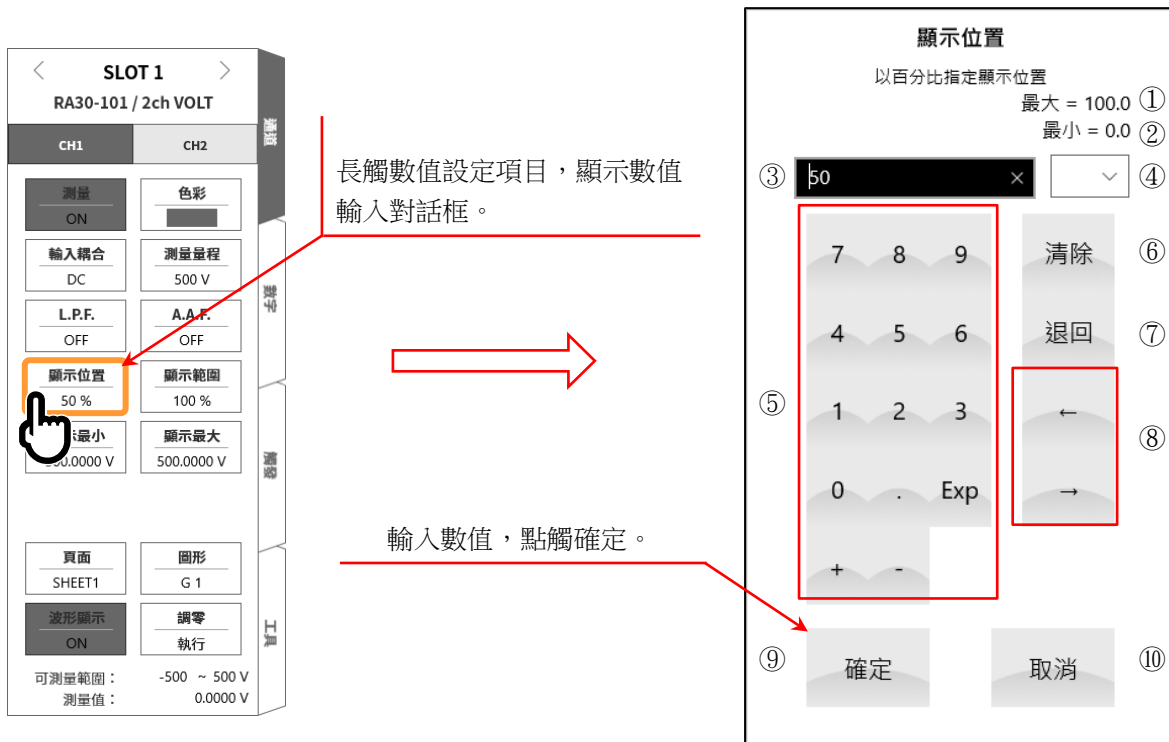 SLOT 1
RA30-101 / 2ch VOLT
CH1
CH2
測量
ON
色彩
輸入耦合
DC
測量量程
500 V
L.P.F.
OFF
A.A.F.
OFF
顯示位置
50 %
顯示範圍
100 %
示最小
00.0000 V
顯示最大
500.0000 V
頁面
SHEET1
圖形
G 1
波形顯示
ON
調零
執行
可測量範圍：
-500 ~ 500 V
測量值：
0.0000 V
通道
數字
觸發
工具
長觸數值設定項目，顯示數值
輸入對話框。
輸入數值，點觸確定。
顯示位置
以百分比指定顯示位置
最大 = 100.0 ①
最小 = 0.0 ②
③ 50 × ④
7 8 9 清除 ⑥
4 5 6 退回 ⑦
⑤ 1 2 3 ←
⑧
0 . Exp →
+ -
⑨ 確定 取消 ⑩